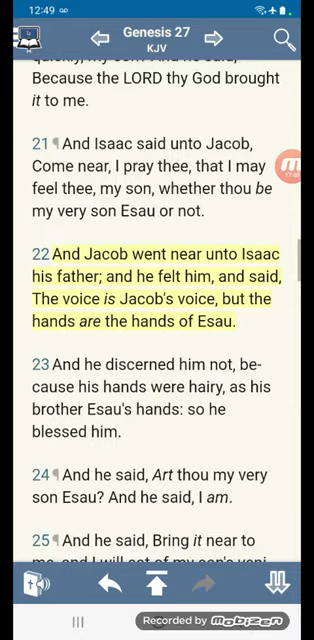 12:49
Genesis 27
KJV
Because the LORD thy God brought
it to me.
21 ¶ And Isaac said unto Jacob,
Come near, I pray thee, that I may
feel thee, my son, whether thou be
my very son Esau or not.
22 And Jacob went near unto Isaac
his father; and he felt him, and said,
The voice is Jacob's voice, but the
hands are the hands of Esau.
23 And he discerned him not, be-
cause his hands were hairy, as his
brother Esau's hands: so he
blessed him.
24 ¶ And he said, Art thou my very
son Esau? And he said, I am.
25 ¶ And he said, Bring it near to
Recorded by mobizen